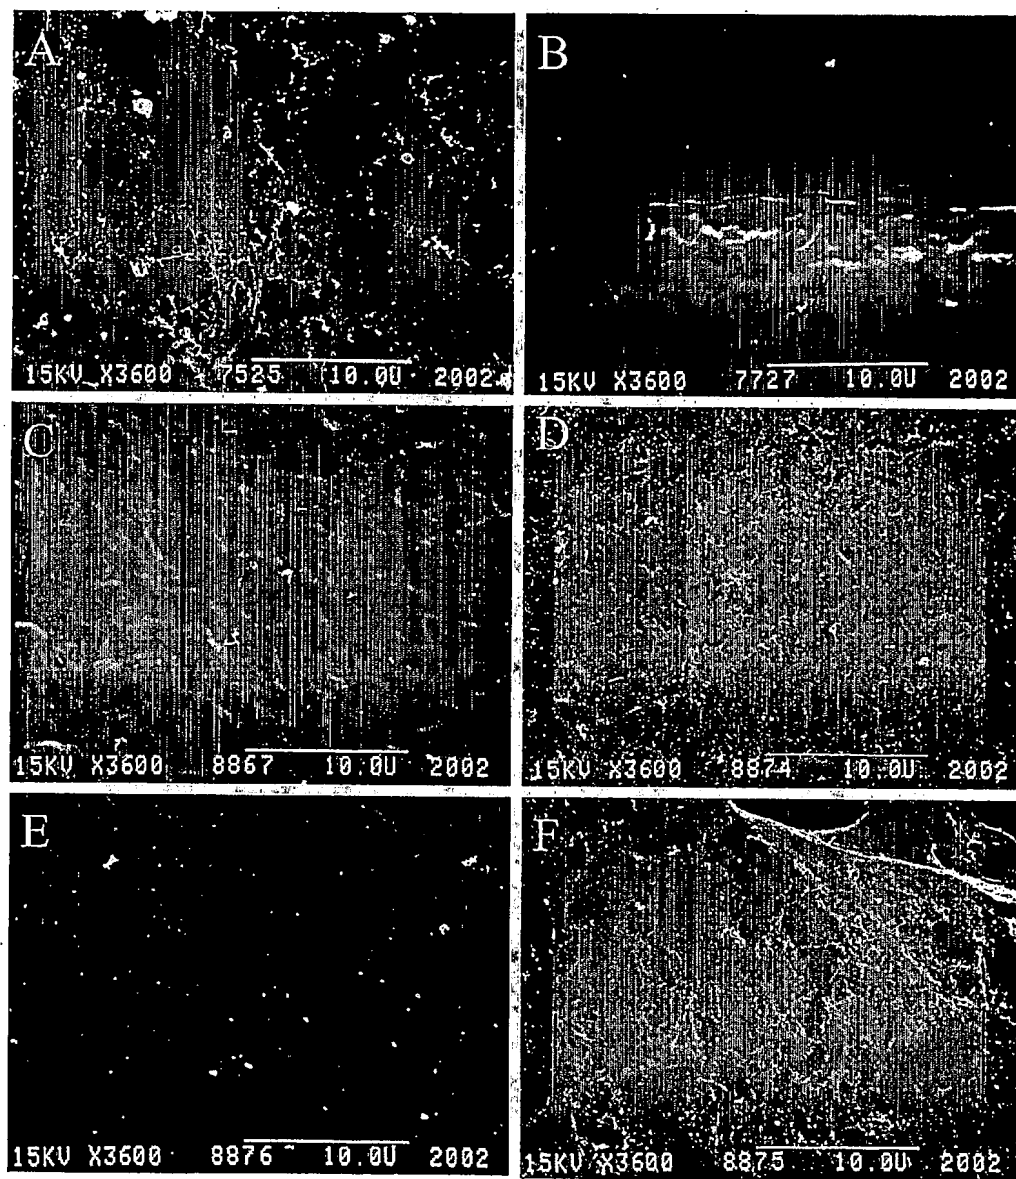 A
B
15KV X3600 7525 10.0U 2002
15KV X3600 7727 10.0U 2002
C
D
15KV X3600 8867 10.0U 2002
15KV X3600 8874 10.0U 2002
E
F
15KV X3600 8876 10.0U 2002
15KV X3600 8875 10.0U 2002